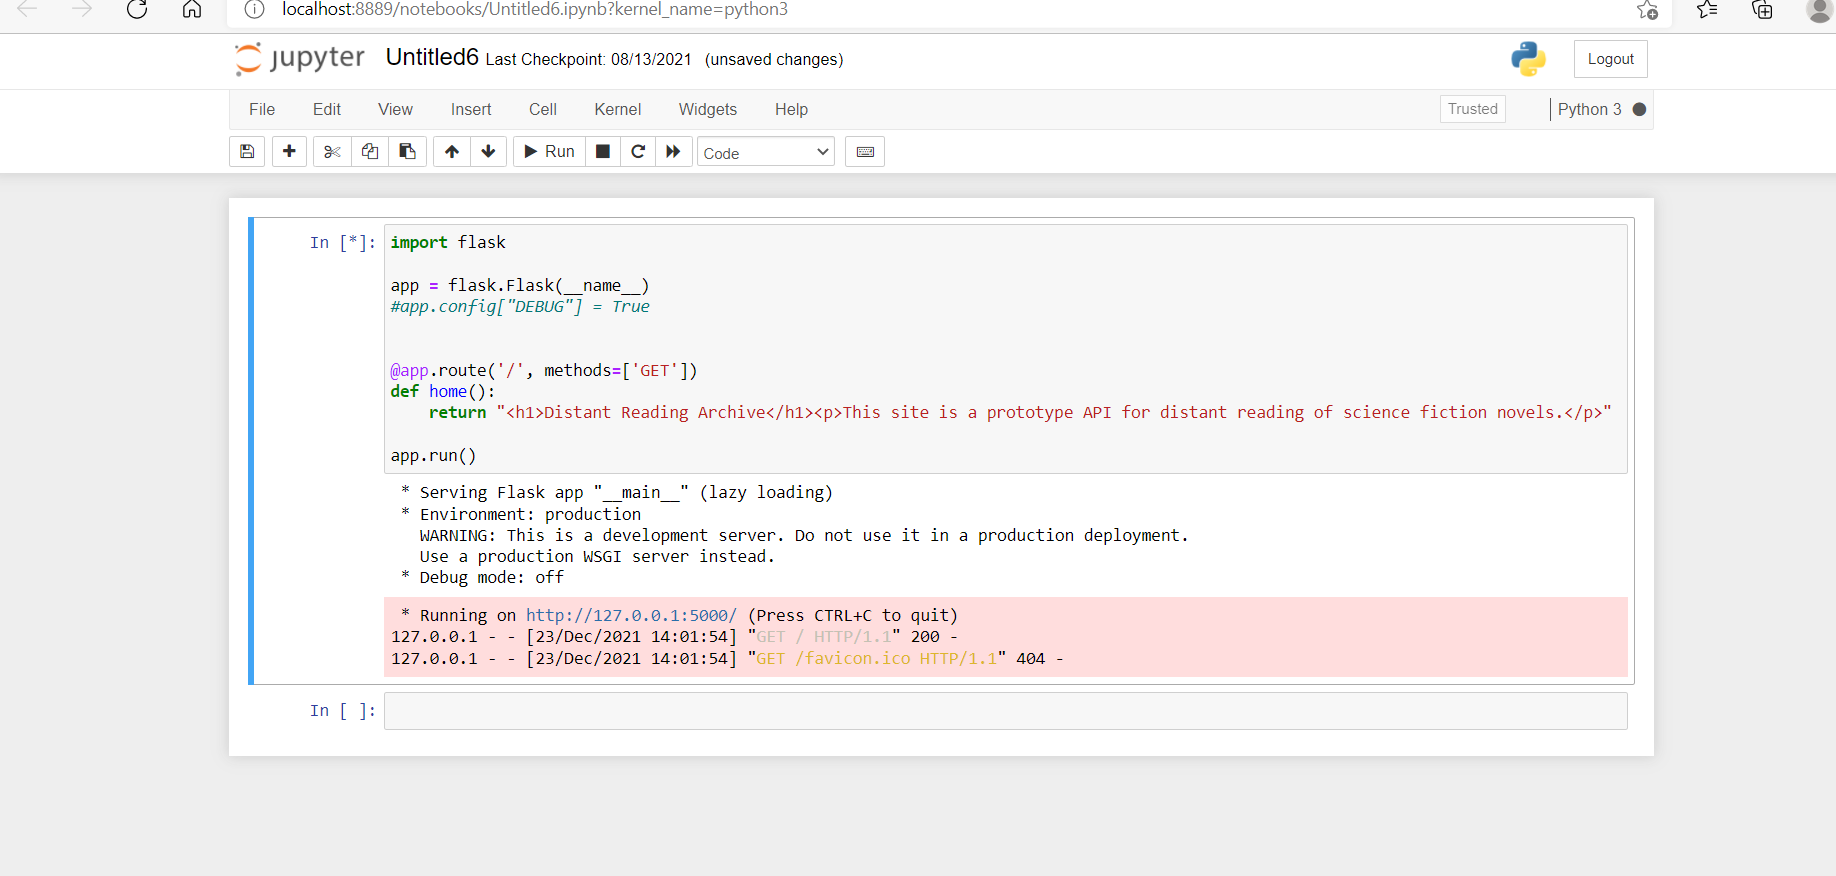 localhost:8889/notebooks/Untitled6.ipynb?kernel_name=python3
jupyter Untitled6 Last Checkpoint: 08/13/2021 (unsaved changes) Logout
File Edit View Insert Cell Kernel Widgets Help Trusted Python 3
Run Code
In [*]: import flask
app = flask.Flask(__name__)
#app.config["DEBUG"] = True
@app.route('/', methods=['GET'])
def home():
return "<h1>Distant Reading Archive</h1><p>This site is a prototype API for distant reading of science fiction novels.</p>"
app.run()
* Serving Flask app "__main__" (lazy loading)
* Environment: production
WARNING: This is a development server. Do not use it in a production deployment.
Use a production WSGI server instead.
* Debug mode: off
* Running on http://127.0.0.1:5000/ (Press CTRL+C to quit)
127.0.0.1 - - [23/Dec/2021 14:01:54] "GET / HTTP/1.1" 200 -
127.0.0.1 - - [23/Dec/2021 14:01:54] "GET /favicon.ico HTTP/1.1" 404 -
In [ ]: